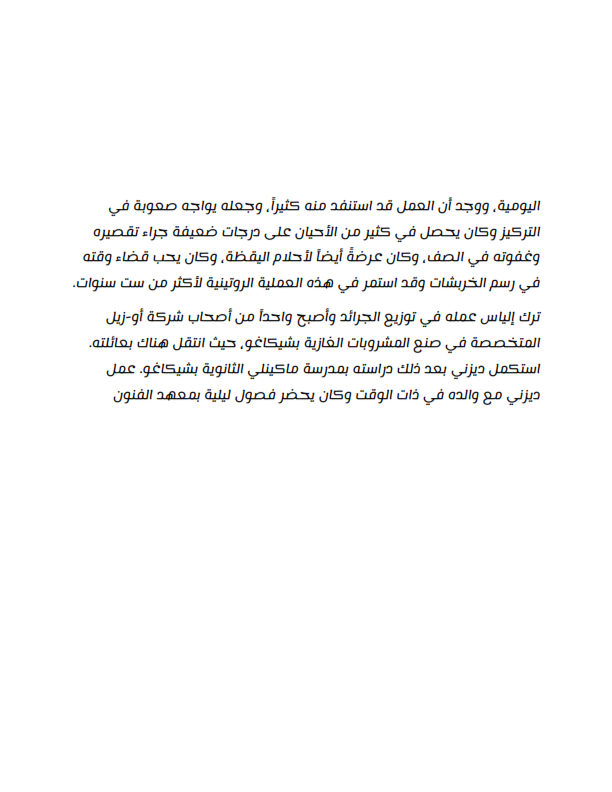 اليومية، ووجد أن العمل قد استنفد منه كثيراً، وجعله يواجه صعوبة في
التركيز وكان يحصل في كثير من الأحيان على درجات ضعيفة جراء تقصيره
وغفوته في الصف، وكان عرضةً أيضاً لأحلام اليقظة، وكان يحب قضاء وقته
في رسم الخربشات وقد استمر في هذه العملية الروتينية لأكثر من ست سنوات.
ترك إلياس عمله في توزيع الجرائد وأصبح واحداً من أصحاب شركة أو-زيل
المتخصصة في صنع المشروبات الغازية بشيكاغو، حيث انتقل هناك بعائلته.
استكمل ديزني بعد ذلك دراسته بمدرسة ماكينلي الثانوية بشيكاغو. عمل
ديزني مع والده في ذات الوقت وكان يحضر فصول ليلية بمعهد الفنون